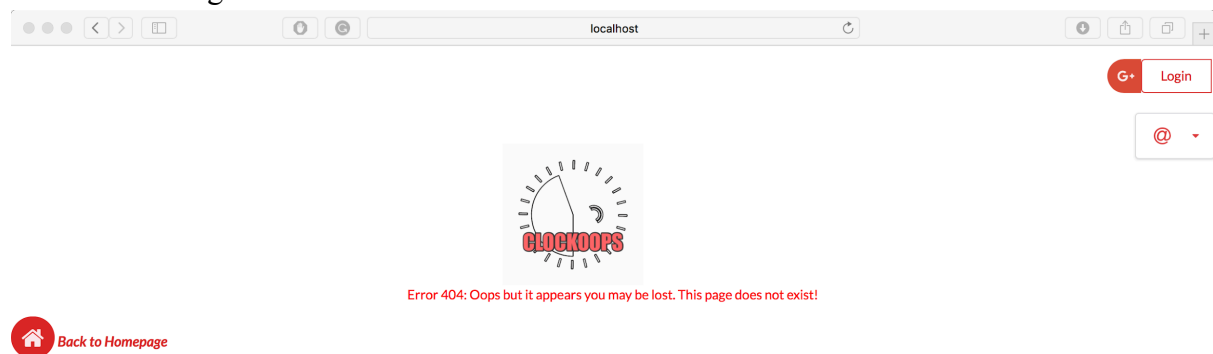 localhost
G+ Login
@
CLOCKOOPS
Error 404: Oops but it appears you may be lost. This page does not exist!
Back to Homepage